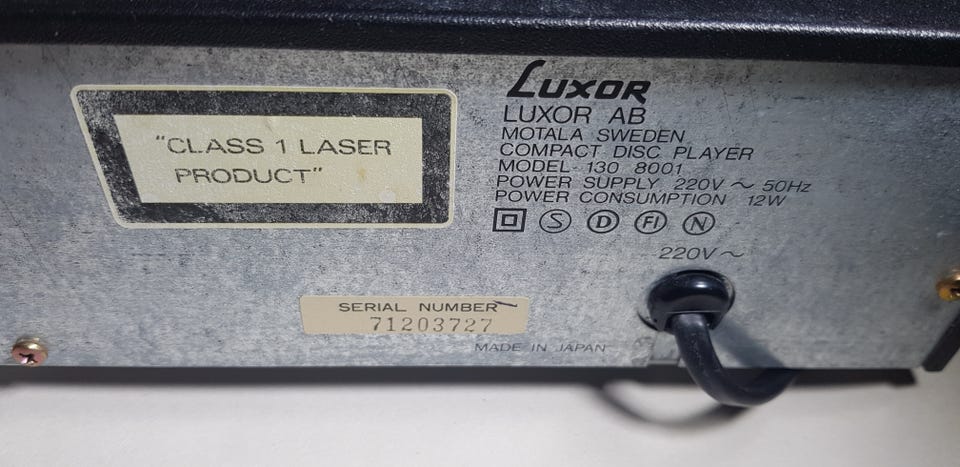 "CLASS 1 LASER
PRODUCT"
LUXOR
LUXOR AB
MOTALA SWEDEN
COMPACT DISC PLAYER
MODEL 130 8001
POWER SUPPLY 220V ~ 50Hz
POWER CONSUMPTION 12W
S D FI N
220V ~
SERIAL NUMBER
71203727
MADE IN JAPAN